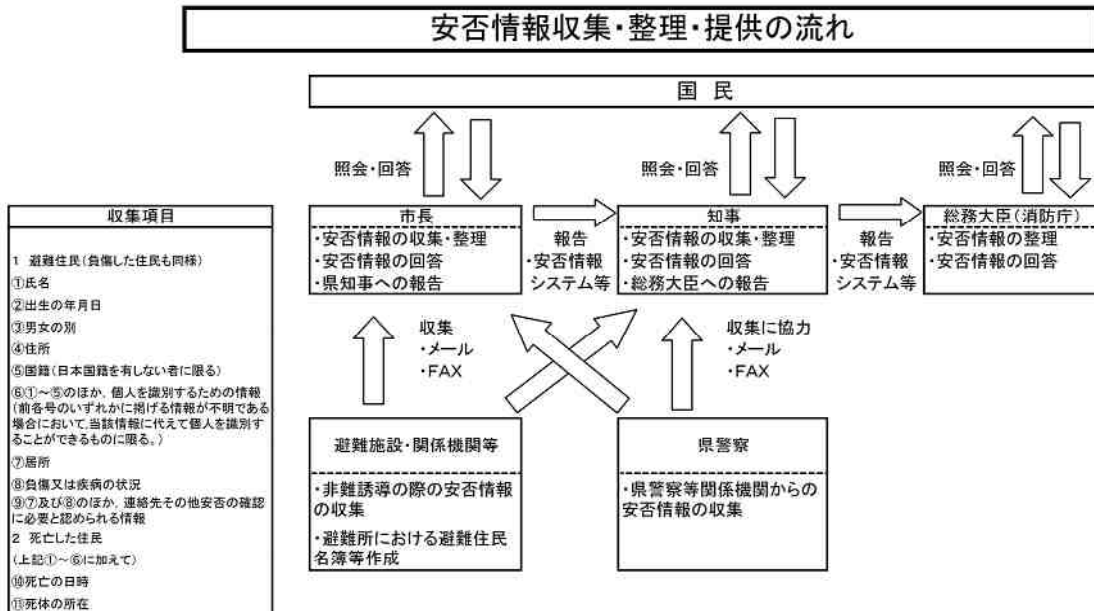 安否情報収集・整理・提供の流れ
国 民
照会・回答
照会・回答
照会・回答
収集項目
1 避難住民(負傷した住民も同様)
①氏名
②出生の年月日
③男女の別
④住所
⑤国籍(日本国籍を有しない者に限る)
⑥①~⑤のほか、個人を識別するための情報
(前各号のいずれかに掲げる情報が不明である
場合において、当該情報に代えて個人を識別す
ることができるものに限る。)
⑦居所
⑧負傷又は疾病の状況
⑨⑦及び⑧のほか、連絡先その他安否の確認
に必要と認められる情報
2 死亡した住民
(上記①~⑥に加えて)
⑩死亡の日時
⑪死体の所在
市長
・安否情報の収集・整理
・安否情報の回答
・県知事への報告
報告
・安否情報
システム等
知事
・安否情報の収集・整理
・安否情報の回答
・総務大臣への報告
報告
・安否情報
システム等
総務大臣(消防庁)
・安否情報の整理
・安否情報の回答
収集
・メール
・FAX
収集に協力
・メール
・FAX
避難施設・関係機関等
・非難誘導の際の安否情報
の収集
・避難所における避難住民
名簿等作成
県警察
・県警察等関係機関からの
安否情報の収集